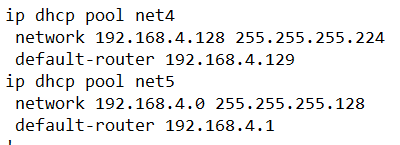 ip dhcp pool net4
network 192.168.4.128 255.255.255.224
default-router 192.168.4.129
ip dhcp pool net5
network 192.168.4.0 255.255.255.128
default-router 192.168.4.1